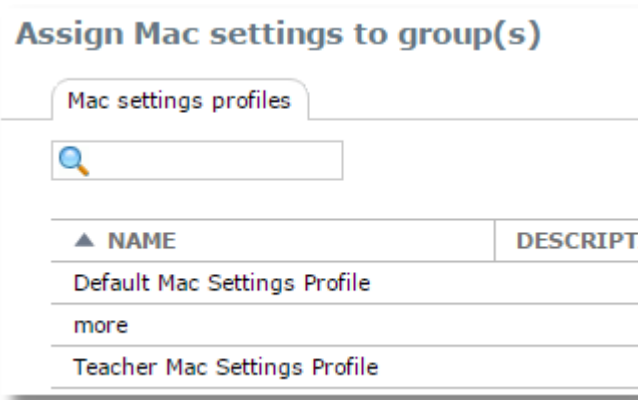 Assign Mac settings to group(s)
Mac settings profiles
▲ NAME DESCRIPT
Default Mac Settings Profile
more
Teacher Mac Settings Profile